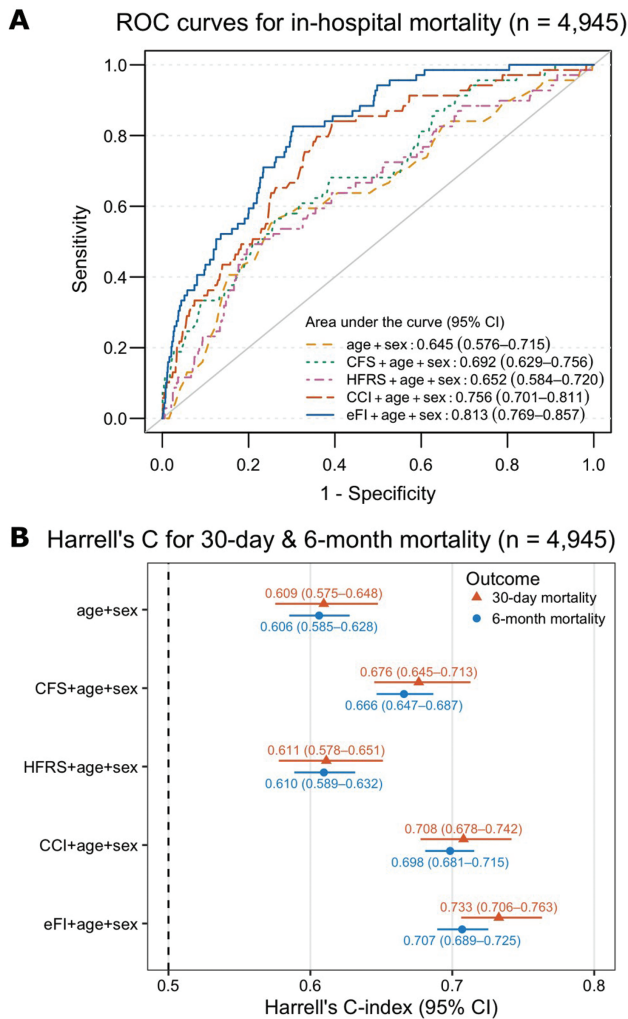 A
ROC curves for in-hospital mortality (n = 4,945)
Sensitivity
1.0
0.8
0.6
0.4
0.2
0.0
Area under the curve (95% CI)
age + sex : 0.645 (0.576–0.715)
CFS + age + sex : 0.692 (0.629–0.756)
HFRS + age + sex : 0.652 (0.584–0.720)
CCI + age + sex : 0.756 (0.701–0.811)
eFI + age + sex : 0.813 (0.769–0.857)
0.0 0.2 0.4 0.6 0.8 1.0
1 - Specificity
B
Harrell's C for 30-day & 6-month mortality (n = 4,945)
Outcome
30-day mortality
6-month mortality
age+sex
0.609 (0.575–0.648)
0.606 (0.585–0.628)
CFS+age+sex
0.676 (0.645–0.713)
0.666 (0.647–0.687)
HFRS+age+sex
0.611 (0.578–0.651)
0.610 (0.589–0.632)
CCI+age+sex
0.708 (0.678–0.742)
0.698 (0.681–0.715)
eFI+age+sex
0.733 (0.706–0.763)
0.707 (0.689–0.725)
0.5 0.6 0.7 0.8
Harrell's C-index (95% CI)